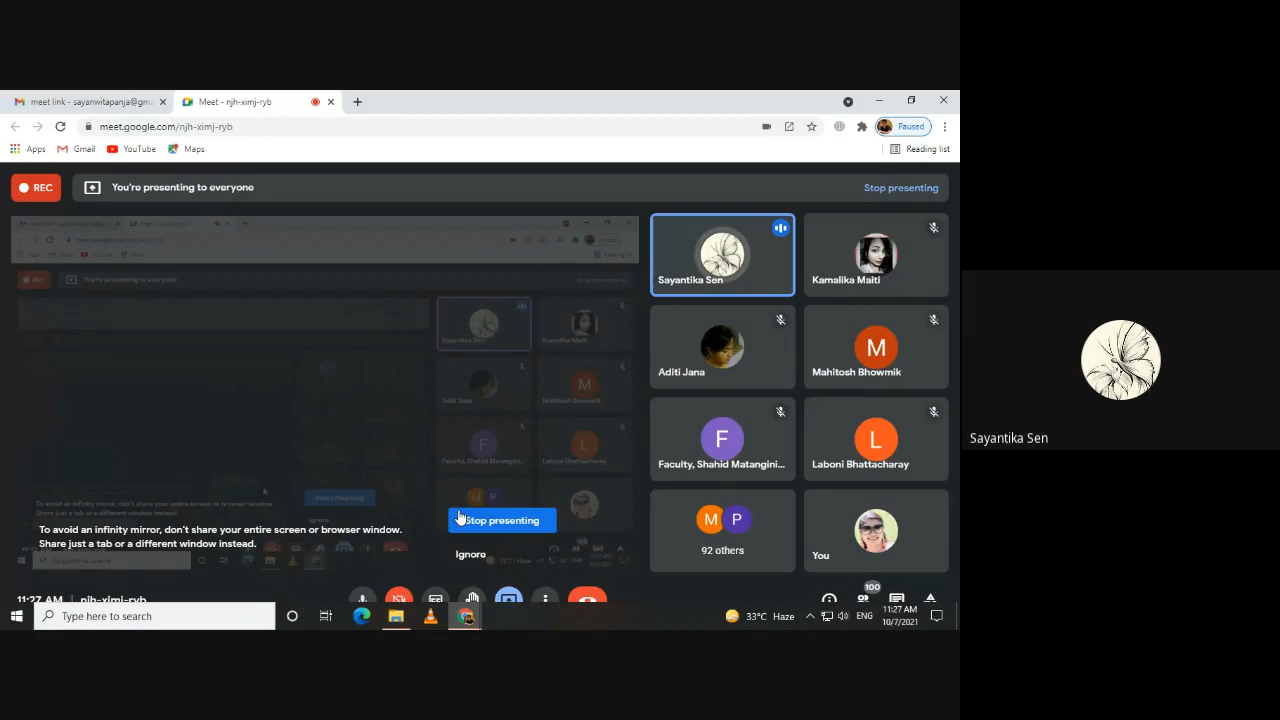 meet link - sayanwitapanja@gm
Meet - njh-ximj-ryb
meet.google.com/njh-ximj-ryb
Paused
Apps Gmail YouTube Maps
Reading list
REC
You're presenting to everyone
Stop presenting
Sayantika Sen
Kamalika Maiti
Aditi Jana
M
Mahitosh Bhowmik
F
Faculty, Shahid Matangini...
L
Laboni Bhattacharay
M P
92 others
You
Sayantika Sen
To avoid an infinity mirror, don't share your entire screen or browser window.
Share just a tab or a different window instead.
Stop presenting
Ignore
11:27 AM njh-ximj-ryb
100
Type here to search
33°C Haze
ENG
11:27 AM
10/7/2021